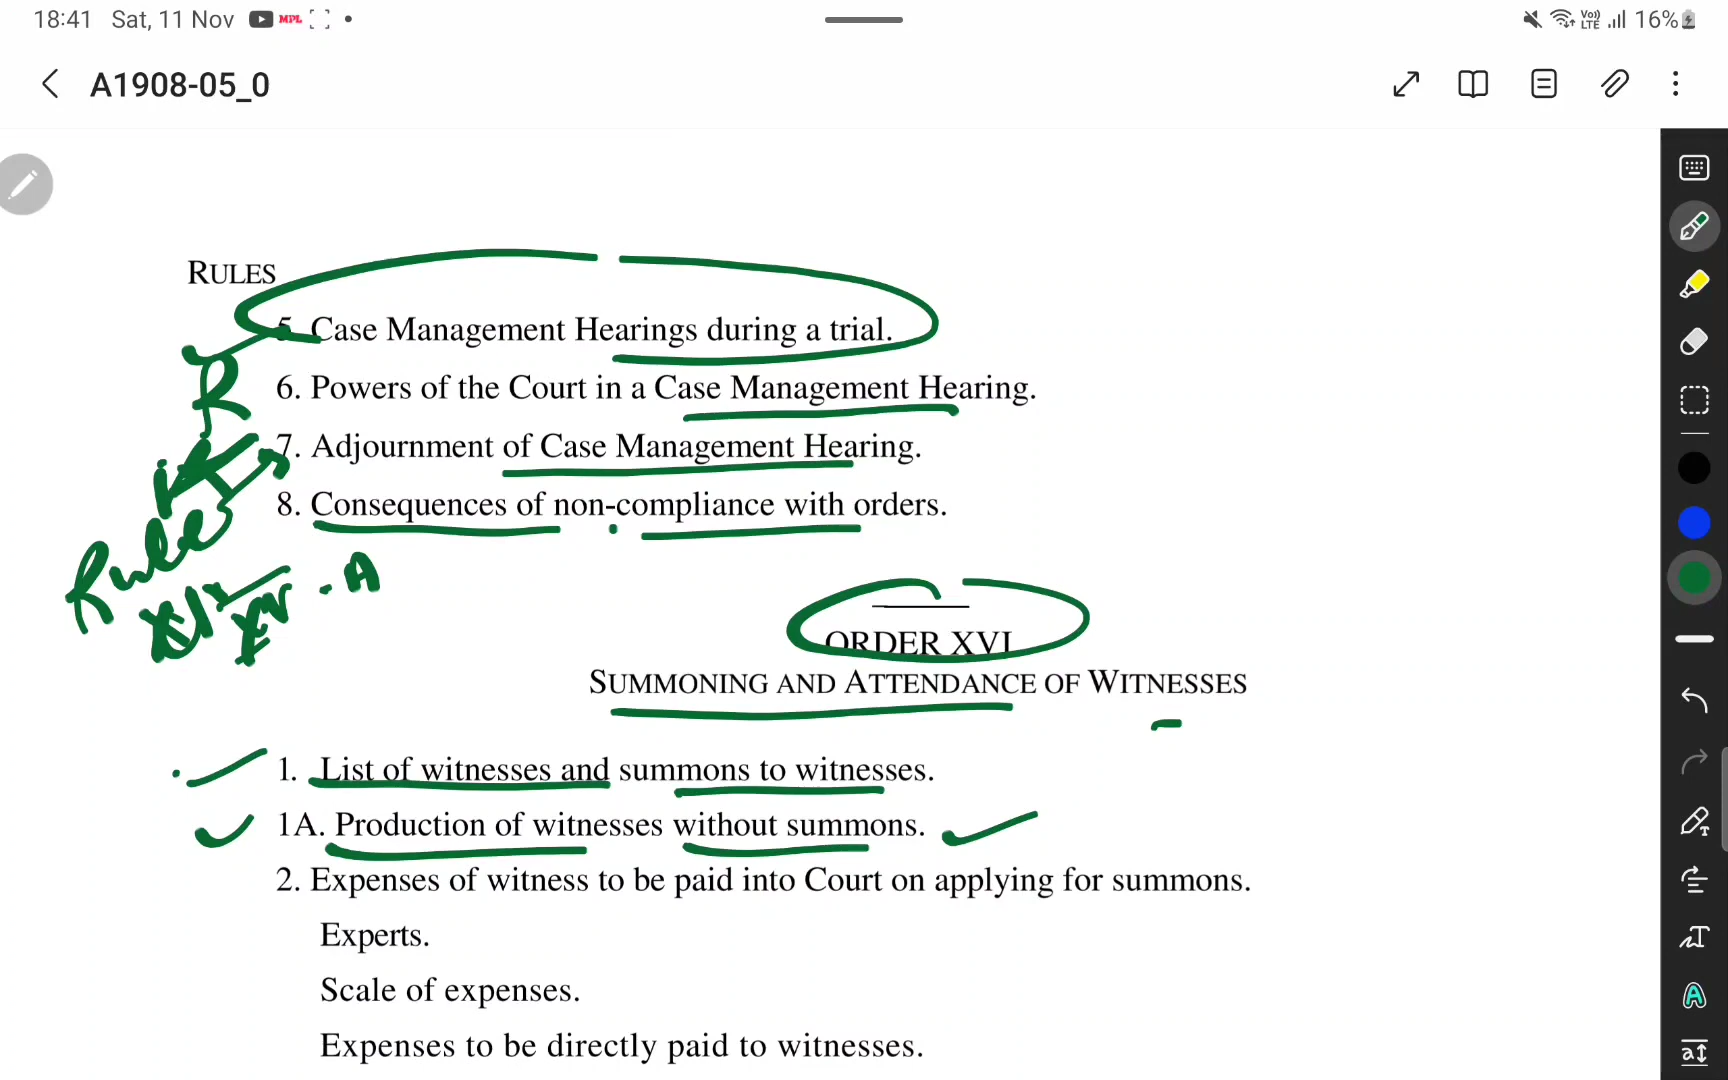 18:41 Sat, 11 Nov MPL
Vo)) LTE 16%
A1908-05_0
RULES
5. Case Management Hearings during a trial.
6. Powers of the Court in a Case Management Hearing.
7. Adjournment of Case Management Hearing.
8. Consequences of non-compliance with orders.
R
Rule
XV - A
ORDER XVI
SUMMONING AND ATTENDANCE OF WITNESSES
1. List of witnesses and summons to witnesses.
1A. Production of witnesses without summons.
2. Expenses of witness to be paid into Court on applying for summons.
Experts.
Scale of expenses.
Expenses to be directly paid to witnesses.